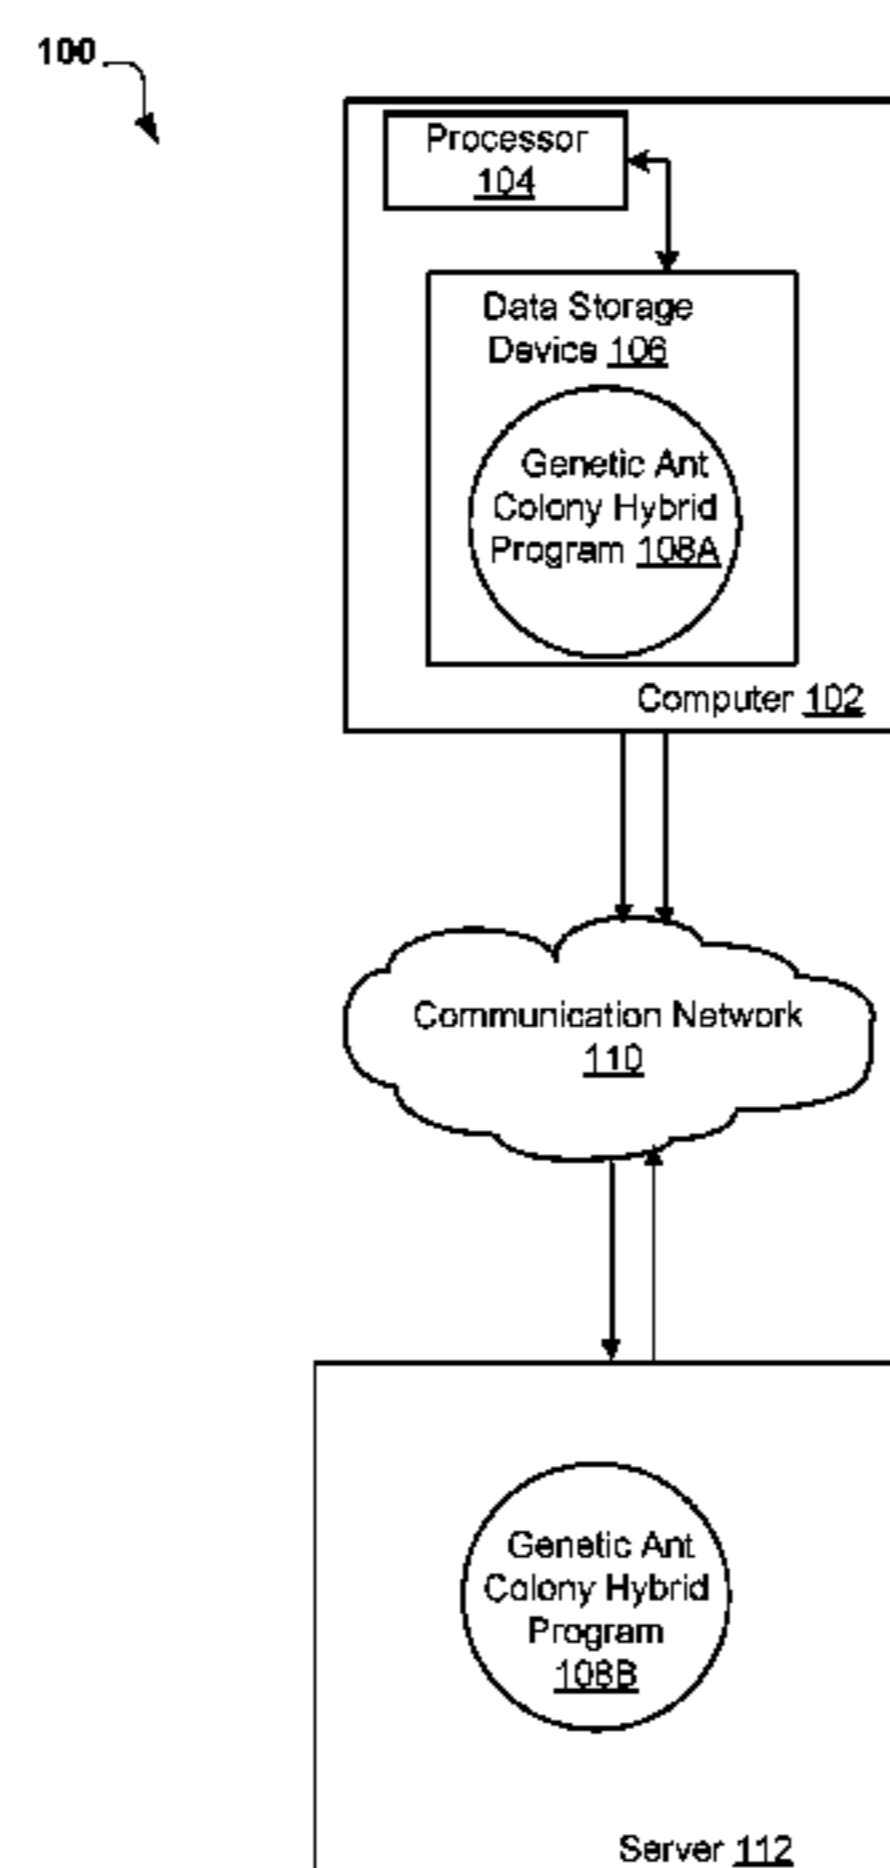 100
Processor
104
Data Storage
Device 106
Genetic Ant
Colony Hybrid
Program 108A
Computer 102
Communication Network
110
Genetic Ant
Colony Hybrid
Program
108B
Server 112